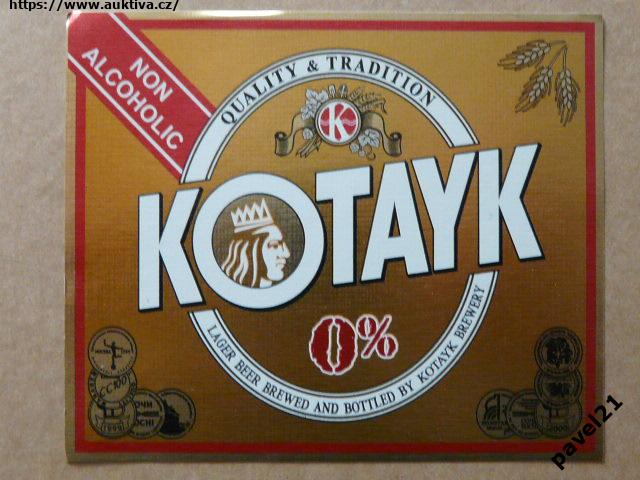 https://www.auktiva.cz/
NON
ALCOHOLIC
QUALITY & TRADITION
K
KOTAYK
0%
LAGER BEER BREWED AND BOTTLED BY KOTAYK BREWERY
pavel21